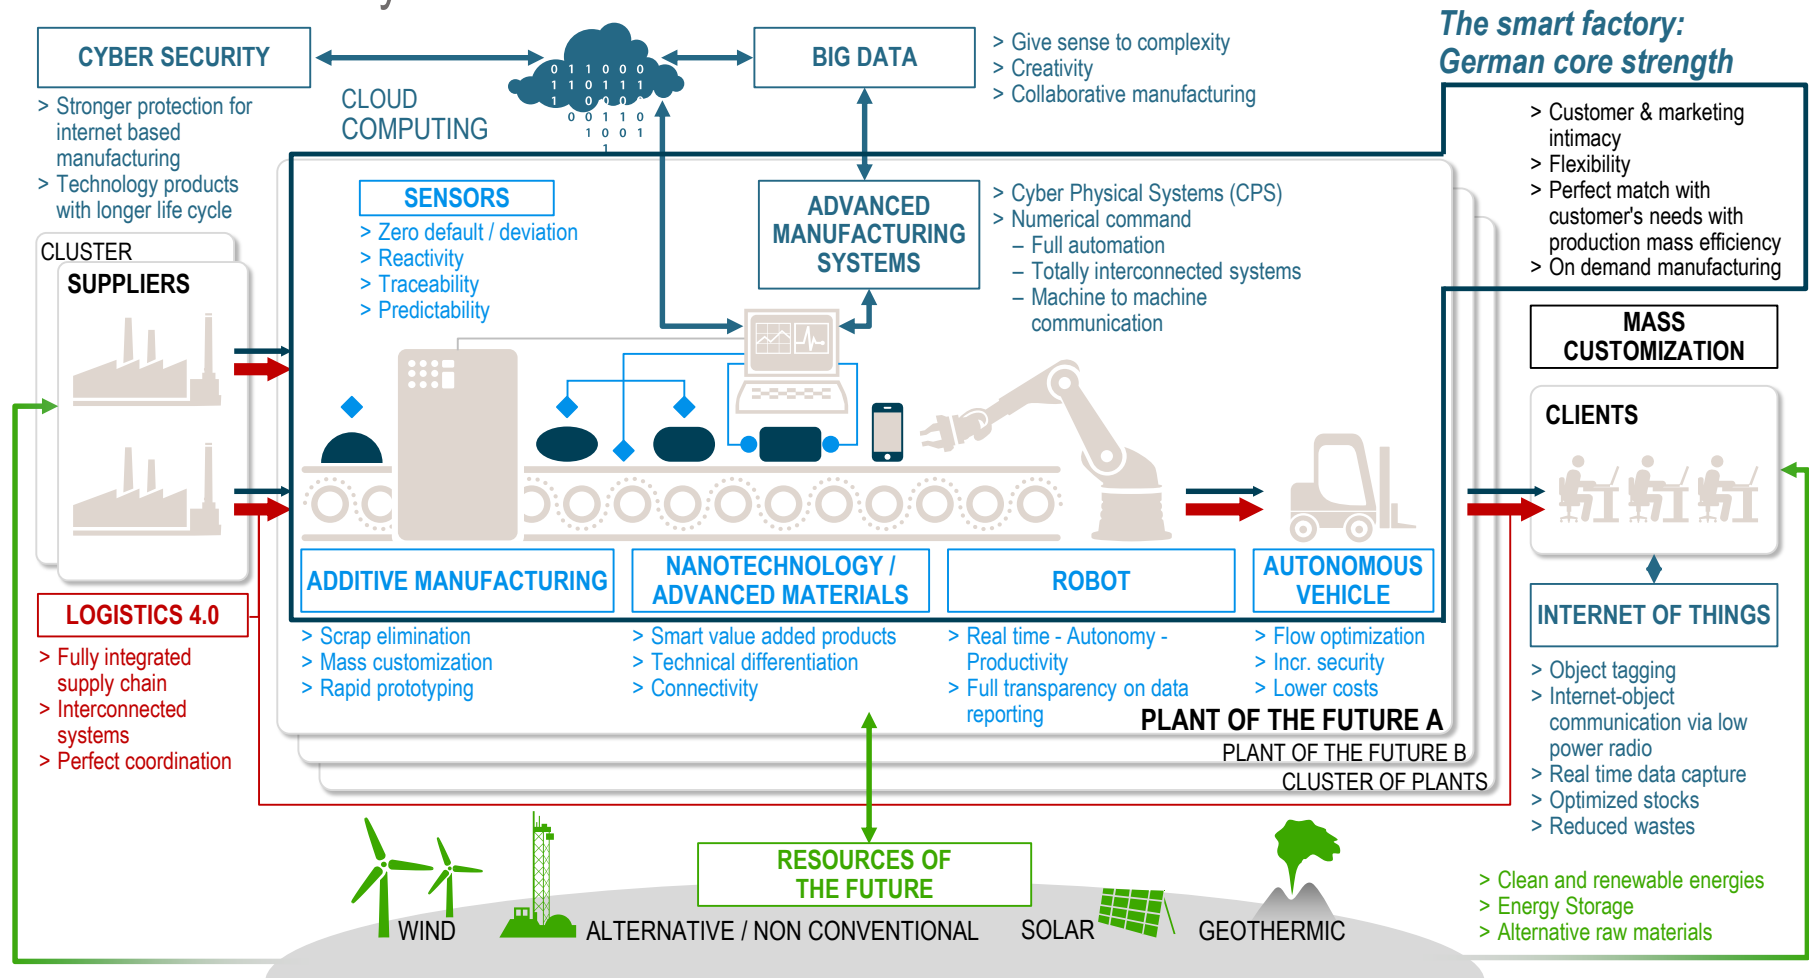 The smart factory:
German core strength
CYBER SECURITY
> Stronger protection for
internet based
manufacturing
> Technology products
with longer life cycle
CLOUD
COMPUTING
0 1 1 0 0 0
1 1 0 1 1 0
1 0 0 1 0
0 0 1 1 0
1 0 0 1
1
BIG DATA
> Give sense to complexity
> Creativity
> Collaborative manufacturing
> Customer & marketing
intimacy
> Flexibility
> Perfect match with
customer's needs with
production mass efficiency
> On demand manufacturing
SENSORS
> Zero default / deviation
> Reactivity
> Traceability
> Predictability
ADVANCED
MANUFACTURING
SYSTEMS
> Cyber Physical Systems (CPS)
> Numerical command
– Full automation
– Totally interconnected systems
– Machine to machine
communication
CLUSTER
SUPPLIERS
MASS
CUSTOMIZATION
CLIENTS
ADDITIVE MANUFACTURING
> Scrap elimination
> Mass customization
> Rapid prototyping
NANOTECHNOLOGY /
ADVANCED MATERIALS
> Smart value added products
> Technical differentiation
> Connectivity
ROBOT
> Real time - Autonomy -
Productivity
> Full transparency on data
reporting
AUTONOMOUS
VEHICLE
> Flow optimization
> Incr. security
> Lower costs
LOGISTICS 4.0
> Fully integrated
supply chain
> Interconnected
systems
> Perfect coordination
INTERNET OF THINGS
> Object tagging
> Internet-object
communication via low
power radio
> Real time data capture
> Optimized stocks
> Reduced wastes
PLANT OF THE FUTURE A
PLANT OF THE FUTURE B
CLUSTER OF PLANTS
RESOURCES OF
THE FUTURE
WIND
ALTERNATIVE / NON CONVENTIONAL
SOLAR
GEOTHERMIC
> Clean and renewable energies
> Energy Storage
> Alternative raw materials